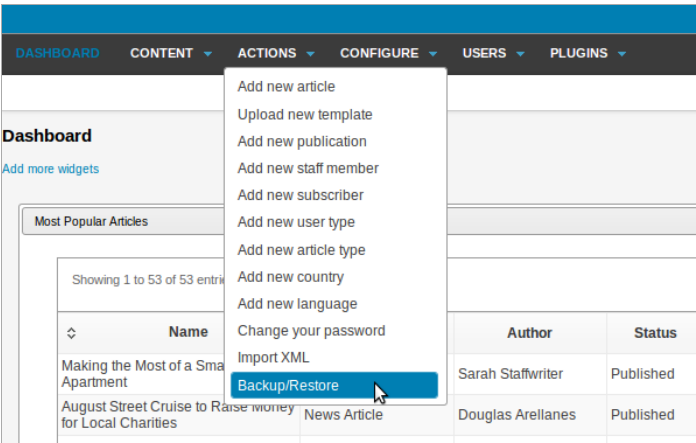 DASHBOARD CONTENT ACTIONS CONFIGURE USERS PLUGINS
Add new article
Upload new template
Add new publication
Add new staff member
Add new subscriber
Add new user type
Add new article type
Add new country
Add new language
Change your password
Import XML
Backup/Restore
Dashboard
Add more widgets
Most Popular Articles
Showing 1 to 53 of 53
Name Author Status
Making the Most of a
Apartment
Sarah Staffwriter Published
August Street Cruise to Raise Money
for Local Charities
News Article Douglas Arellanes Published